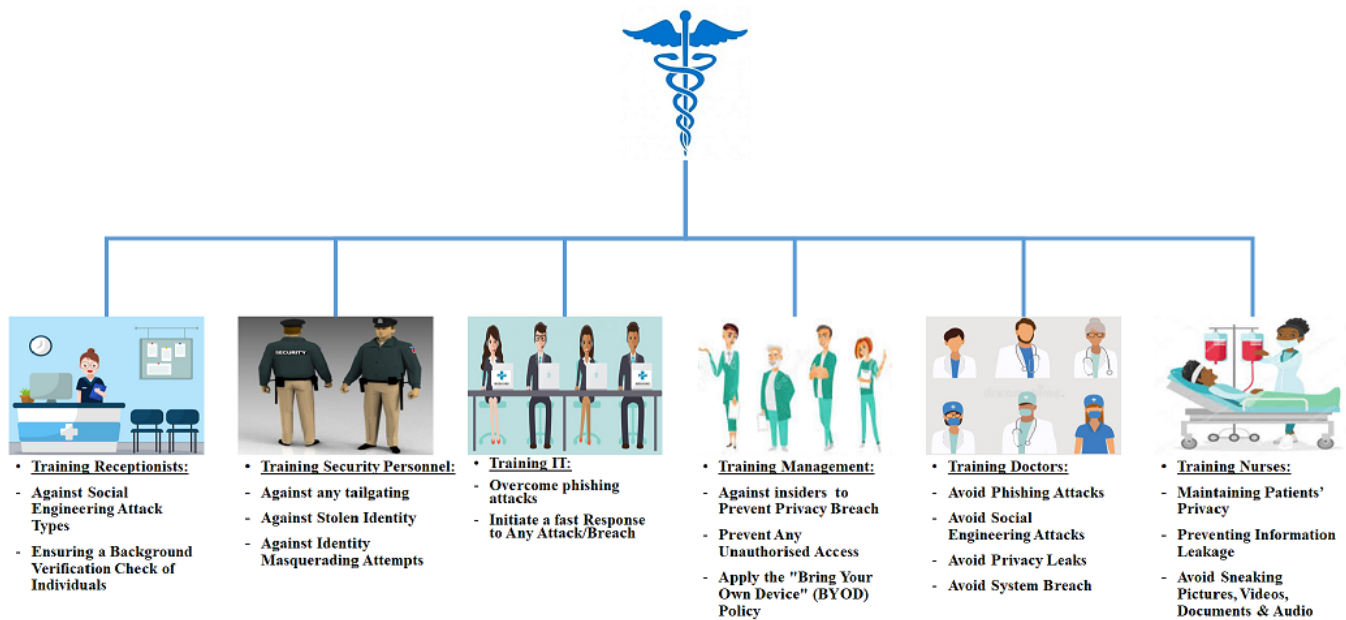 SECURITY
• Training Receptionists:
- Against Social
Engineering Attack
Types
- Ensuring a Background
Verification Check of
Individuals
• Training Security Personnel:
- Against any tailgating
- Against Stolen Identity
- Against Identity
Masquerading Attempts
• Training IT:
- Overcome phishing
attacks
- Initiate a fast Response
to Any Attack/Breach
• Training Management:
- Against insiders to
Prevent Privacy Breach
- Prevent Any
Unauthorised Access
- Apply the "Bring Your
Own Device" (BYOD)
Policy
• Training Doctors:
- Avoid Phishing Attacks
- Avoid Social
Engineering Attacks
- Avoid Privacy Leaks
- Avoid System Breach
• Training Nurses:
- Maintaining Patients’
Privacy
- Preventing Information
Leakage
- Avoid Sneaking
Pictures, Videos,
Documents & Audio